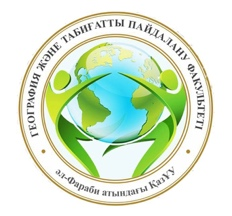 ГЕОГРАФИЯ ЖӘНЕ ТАБИҒАТТЫ ПАЙДАЛАНУ ФАКУЛЬТЕТІ
әл-Фараби атындағы ҚазҰУ